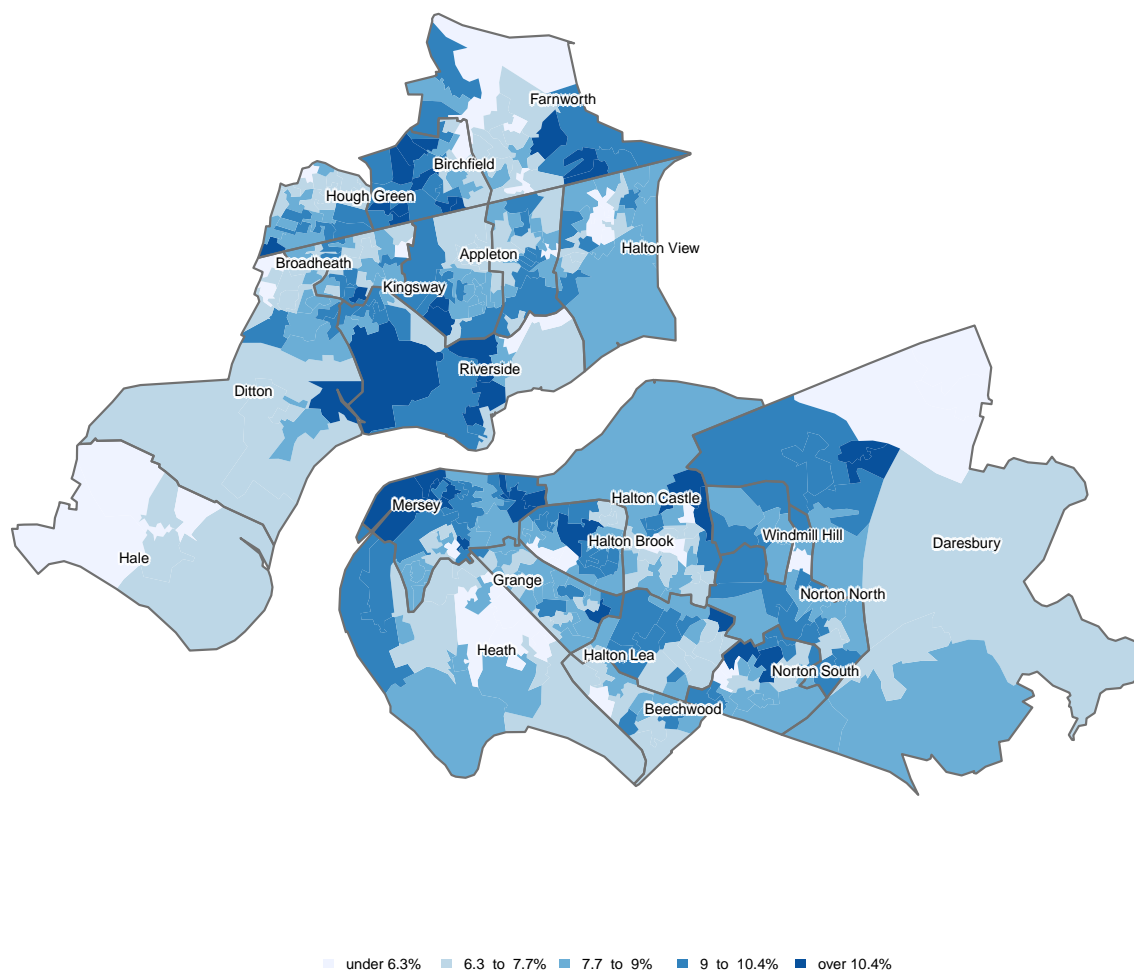 Farnworth
Birchfield
Hough Green
Halton View
Appleton
Broadheath
Kingsway
Riverside
Ditton
Halton Castle
Mersey
Windmill Hill
Halton Brook
Daresbury
Hale
Grange
Norton North
Heath
Halton Lea
Norton South
Beechwood
under 6.3% 6.3 to 7.7% 7.7 to 9% 9 to 10.4% over 10.4%